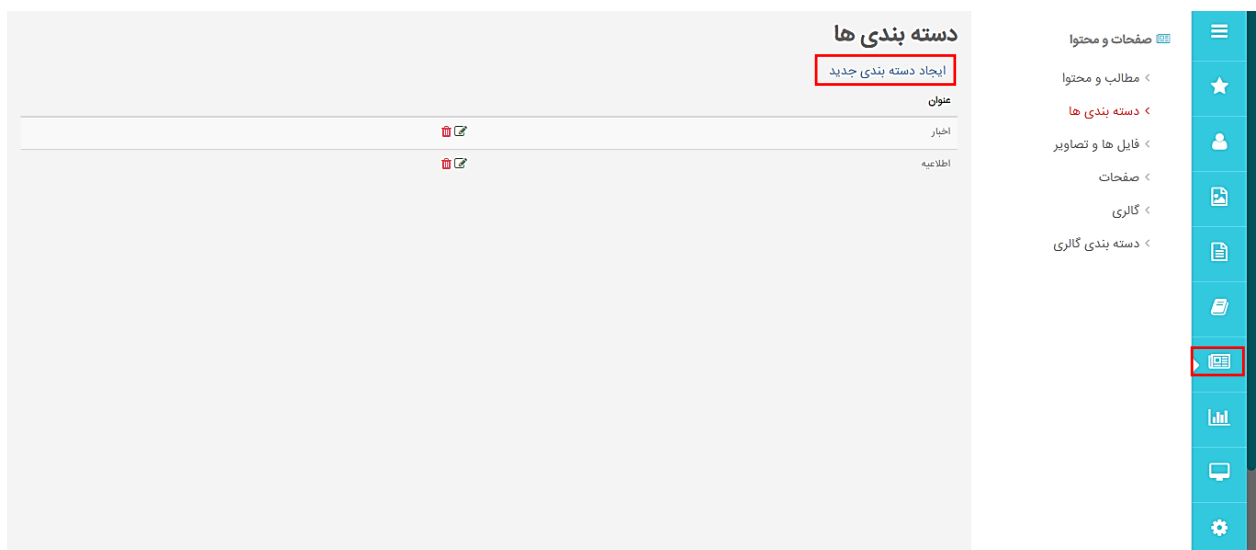 صفحات و محتوا
مطالب و محتوا
دسته بندی ها
فایل ها و تصاویر
صفحات
گالری
دسته بندی گالری
دسته بندی ها
ایجاد دسته بندی جدید
عنوان
اخبار
اطلاعیه